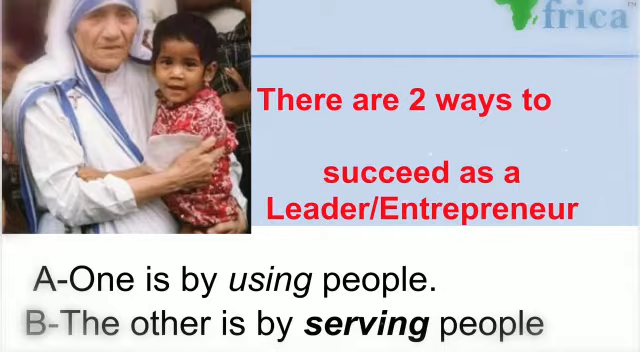 frica™
There are 2 ways to
succeed as a
Leader/Entrepreneur
A-One is by using people.
B-The other is by serving people